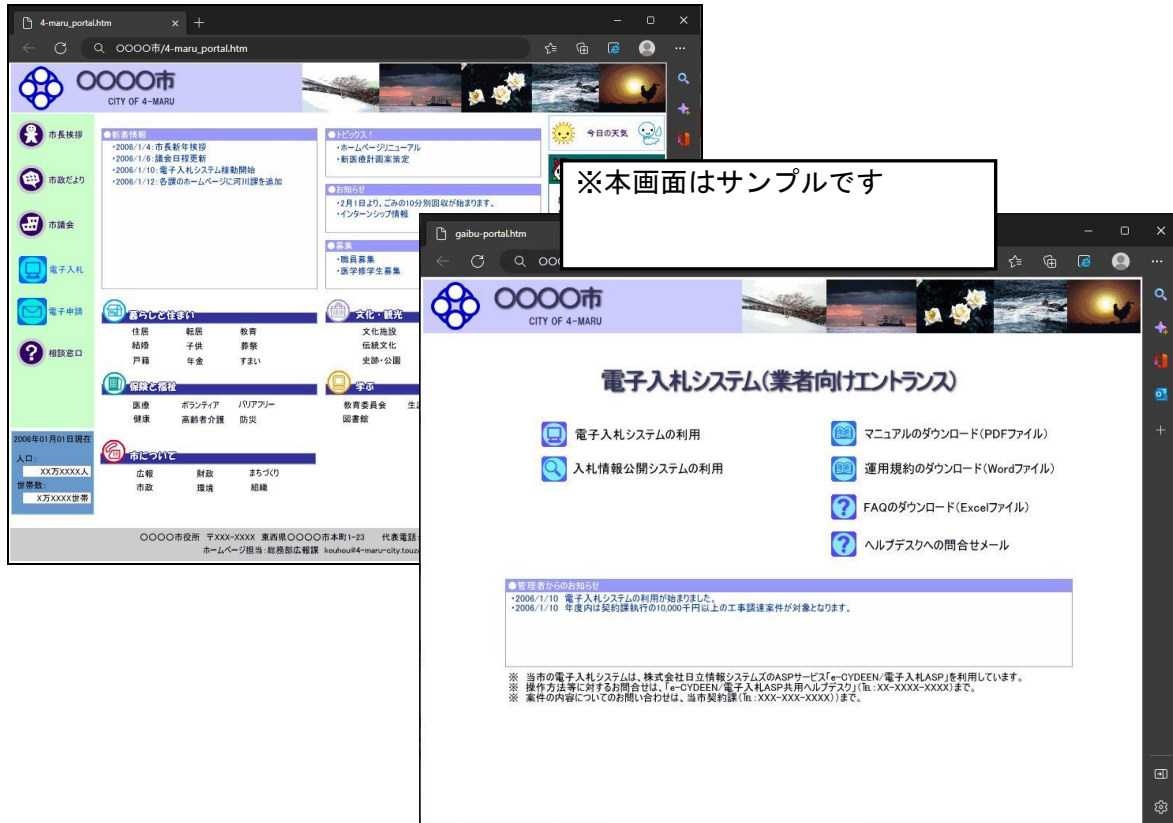 4-maru_portal.htm
〇〇〇〇市/4-maru_portal.htm
〇〇〇〇市
CITY OF 4-MARU
市長挨拶
市政だより
市議会
電子入札
電子申請
相談窓口
2006年01月01日現在
人口:
XX万XXXX人
世帯数:
X万XXXX世帯
●新着情報
・2006/1/4:市長新年挨拶
・2006/1/6:議会日程更新
・2006/1/10:電子入札システム稼動開始
・2006/1/12:各課のホームページに河川課を追加
●トピックス!
・ホームページリニューアル
・新医療計画案策定
●お知らせ
・2月1日より、ごみの10分別回収が始まります。
・インターンシップ情報
●募集
・職員募集
・医学修学生募集
今日の天気
暮らしと住まい
住居 転居 教育
結婚 子供 葬祭
戸籍 年金 すまい
文化・観光
文化施設
伝統文化
史跡・公園
保険と福祉
医療 ボランティア バリアフリー
健康 高齢者介護 防災
学ぶ
教育委員会
図書館
市について
広報 財政 まちづくり
市政 環境 組織
〇〇〇〇市役所 〒XXX-XXXX 東西県〇〇〇〇市本町1-23 代表電話:
ホームページ担当:総務部広報課 kouhou@4-maru-city.touza
※本画面はサンプルです
gaibu-portal.htm
〇〇〇〇市
CITY OF 4-MARU
電子入札システム(業者向けエントランス)
電子入札システムの利用
入札情報公開システムの利用
マニュアルのダウンロード(PDFファイル)
運用規約のダウンロード(Wordファイル)
FAQのダウンロード(Excelファイル)
ヘルプデスクへの問合せメール
●管理者からのお知らせ
・2006/1/10 電子入札システムの利用が始まりました。
・2006/1/10 年度内は契約課執行の10,000千円以上の工事調達案件が対象となります。
※ 当市の電子入札システムは、株式会社日立情報システムズのASPサービス「e-CYDEEN/電子入札ASP」を利用しています。
※ 操作方法等に対するお問合せは、「e-CYDEEN/電子入札ASP共用ヘルプデスク」(℡:XX-XXXX-XXXX)まで。
※ 案件の内容についてのお問い合わせは、当市契約課(℡:XXX-XXX-XXXX))まで。